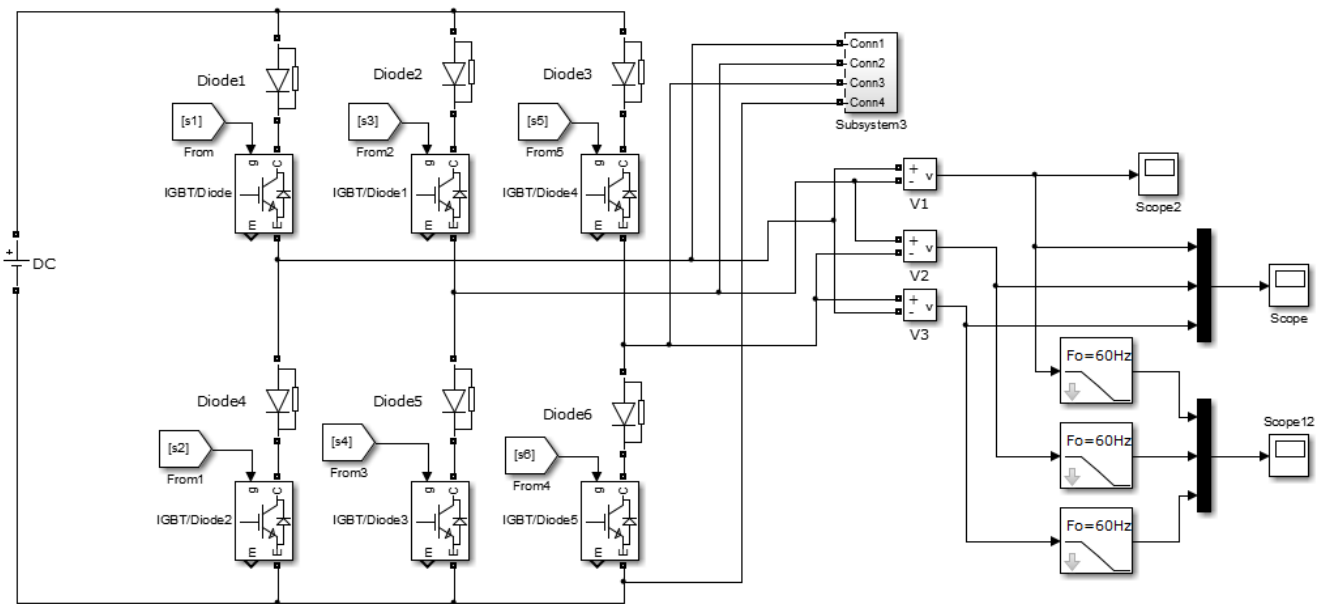 Diode1
Diode2
Diode3
[s1]
From
[s3]
From2
[s5]
From5
g
C
IGBT/Diode
m
E
g
C
IGBT/Diode1
m
E
g
C
IGBT/Diode4
m
E
+
DC
Conn1
Conn2
Conn3
Conn4
Subsystem3
+
-
v
V1
+
-
v
V2
+
-
v
V3
Scope2
Scope
Diode4
Diode5
Diode6
[s2]
From1
[s4]
From3
[s6]
From4
g
C
IGBT/Diode2
m
E
g
C
IGBT/Diode3
m
E
g
C
IGBT/Diode5
m
E
Fo=60Hz
Fo=60Hz
Fo=60Hz
Scope12